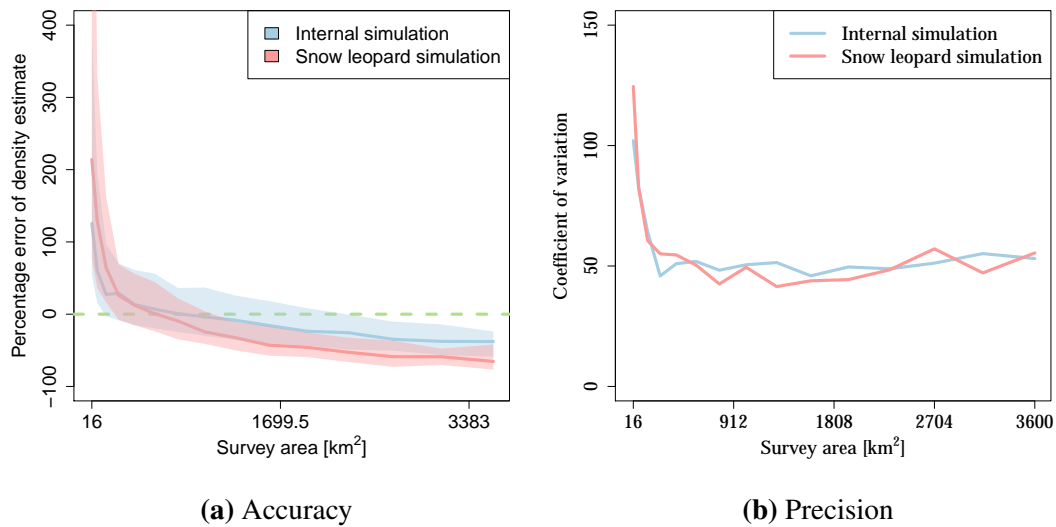 Internal simulation
Snow leopard simulation
Percentage error of density estimate
400
300
200
100
0
−100
16
1699.5
3383
Survey area [km²]
(a) Accuracy
Internal simulation
Snow leopard simulation
Coefficient of variation
150
100
50
0
16
912
1808
2704
3600
Survey area [km²]
(b) Precision